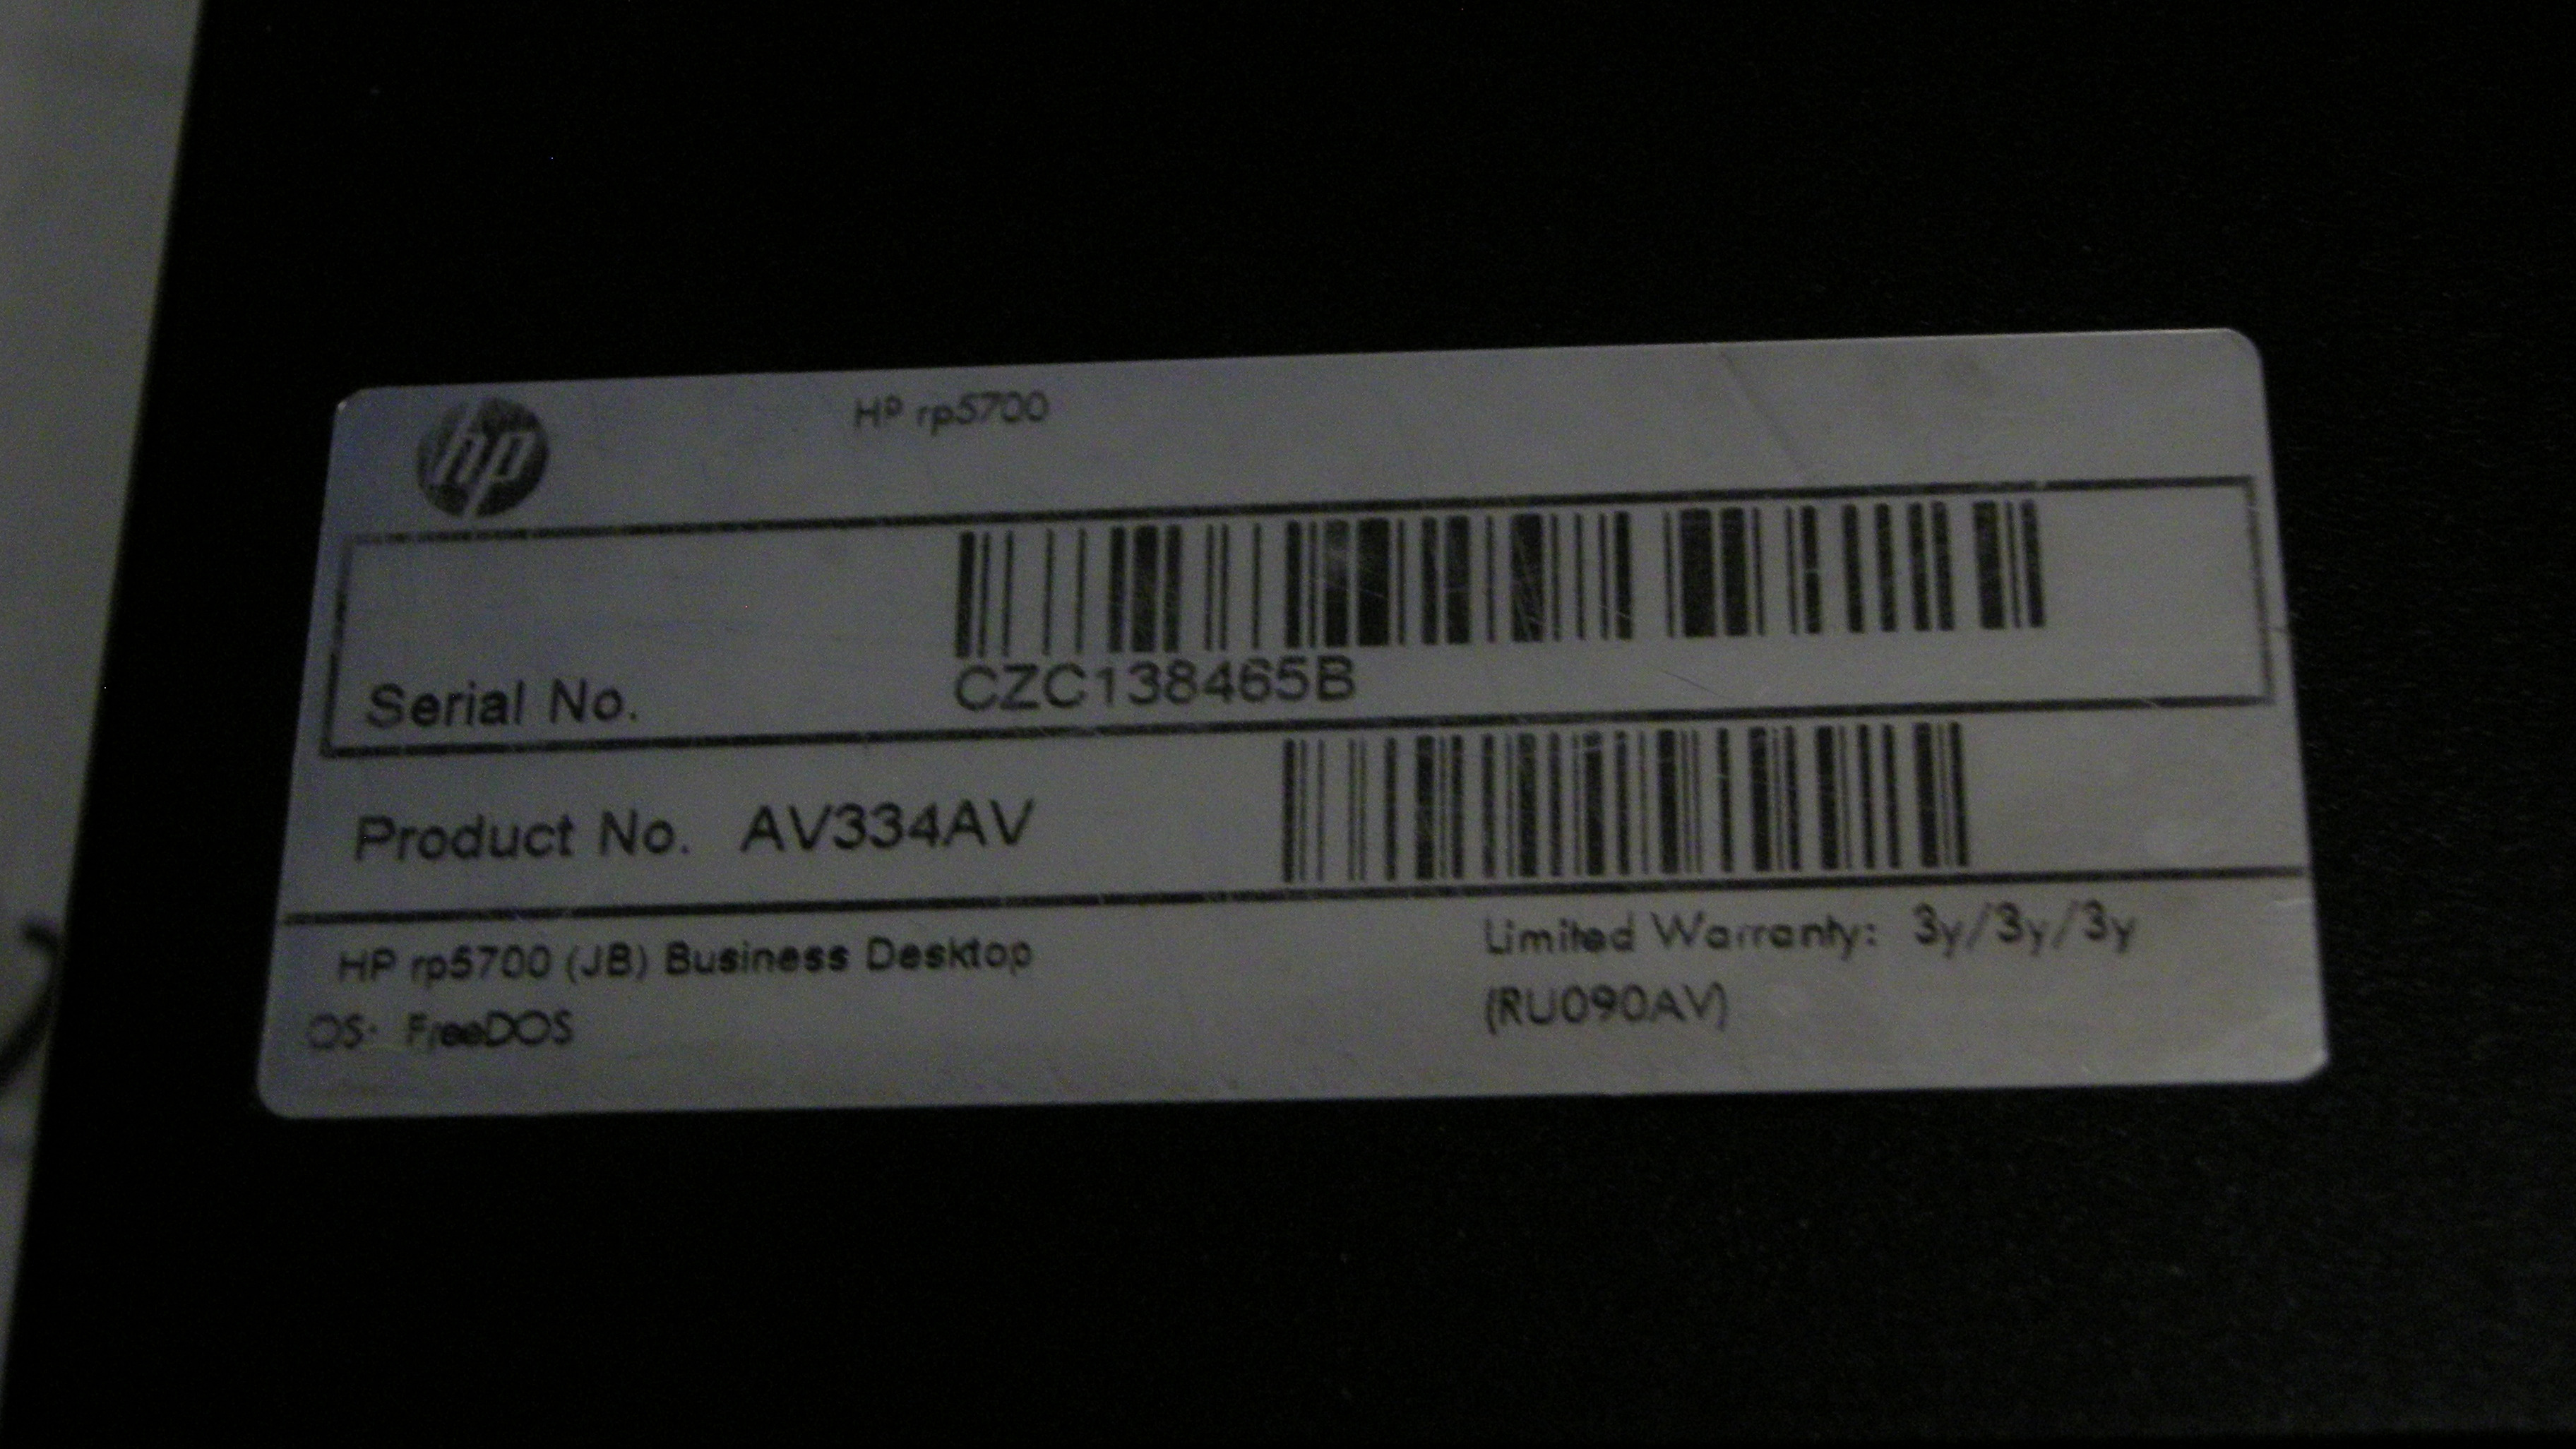 hp
HP rp5700
CZC138465B
Serial No.
Product No. AV334AV
HP rp5700 (JB) Business Desktop
Limited Warranty: 3y/3y/3y
OS: FreeDOS
(RU090AV)